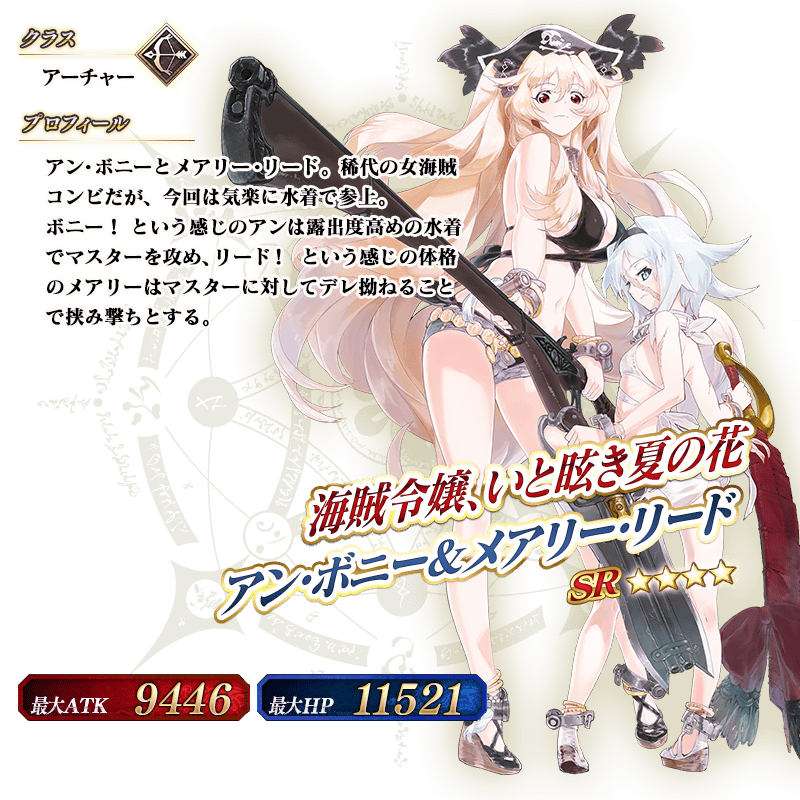 クラス
アーチャー
プロフィール
アン・ボニーとメアリー・リード。稀代の女海賊
コンビだが、今回は気楽に水着で参上。
ボニー！ という感じのアンは露出度高めの水着
でマスターを攻め、リード！ という感じの体格
のメアリーはマスターに対してデレ拗ねること
で挟み撃ちとする。
海賊令嬢、いと眩き夏の花
アン・ボニー&メアリー・リード
SR
最大ATK 9446
最大HP 11521